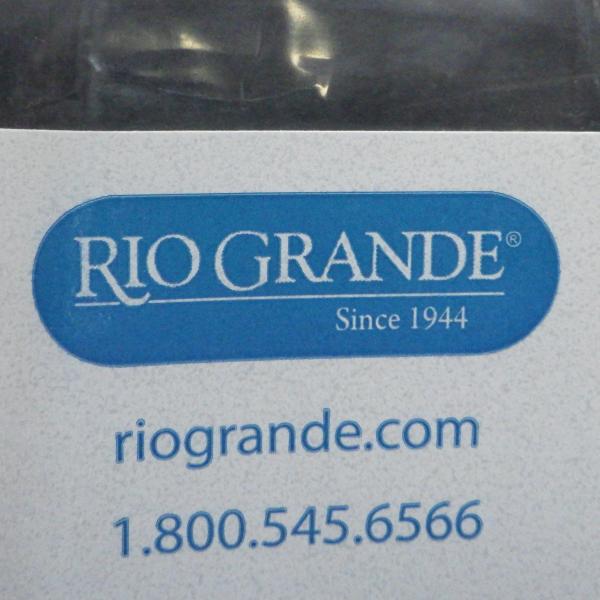 RIO GRANDE®
Since 1944
riogrande.com
1.800.545.6566